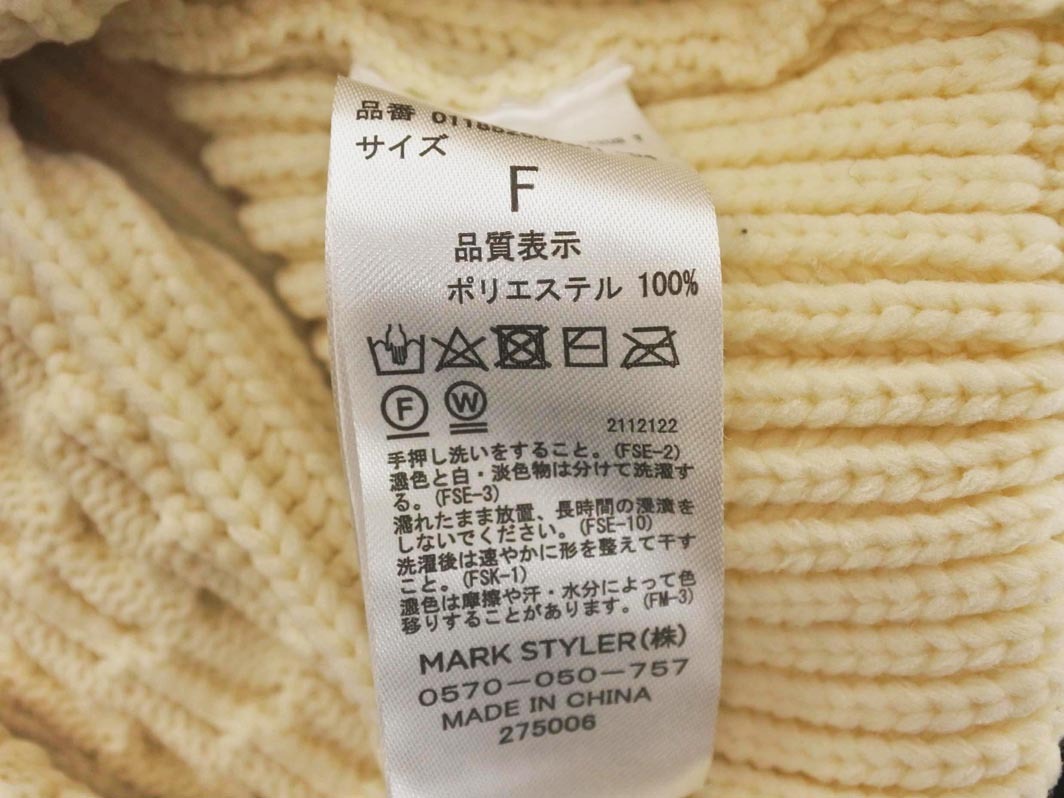 品番
サイズ
F
品質表示
ポリエステル 100%
F W
2112122
手押し洗いをすること。(FSE-2)
濃色と白・淡色物は分けて洗濯す
る。(FSE-3)
濡れたまま放置、長時間の浸漬を
しないでください。(FSE-10)
洗濯後は速やかに形を整えて干す
こと。(FSK-1)
濃色は摩擦や汗・水分によって色
移りすることがあります。(FM-3)
MARK STYLER(株)
0570-050-757
MADE IN CHINA
275006